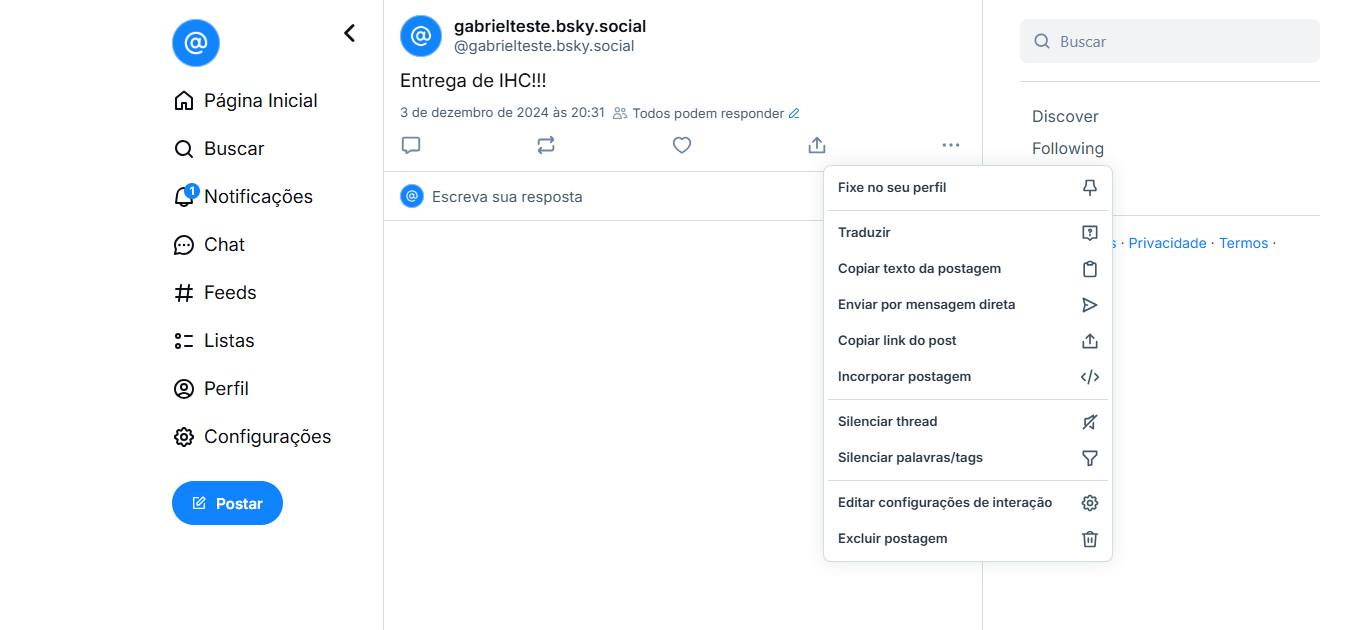 Página Inicial
Buscar
1
Notificações
Chat
Feeds
Listas
Perfil
Configurações
Postar
@
gabrielteste.bsky.social
@gabrielteste.bsky.social
Entrega de IHC!!!
3 de dezembro de 2024 às 20:31 Todos podem responder
@ Escreva sua resposta
Fixe no seu perfil
Traduzir
Copiar texto da postagem
Enviar por mensagem direta
Copiar link do post
Incorporar postagem
Silenciar thread
Silenciar palavras/tags
Editar configurações de interação
Excluir postagem
Buscar
Discover
Following
s · Privacidade · Termos ·